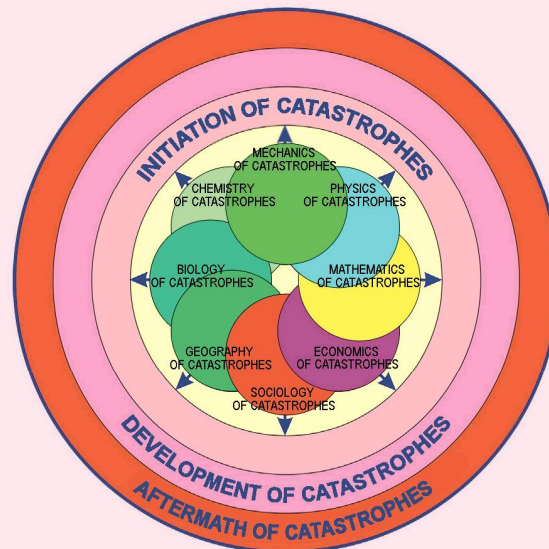 INITIATION OF CATASTROPHES
MECHANICS
OF CATASTROPHES
CHEMISTRY
OF CATASTROPHES
PHYSICS
OF CATASTROPHES
BIOLOGY
OF CATASTROPHES
MATHEMATICS
OF CATASTROPHES
GEOGRAPHY
OF CATASTROPHES
ECONOMICS
OF CATASTROPHES
SOCIOLOGY
OF CATASTROPHES
DEVELOPMENT OF CATASTROPHES
AFTERMATH OF CATASTROPHES